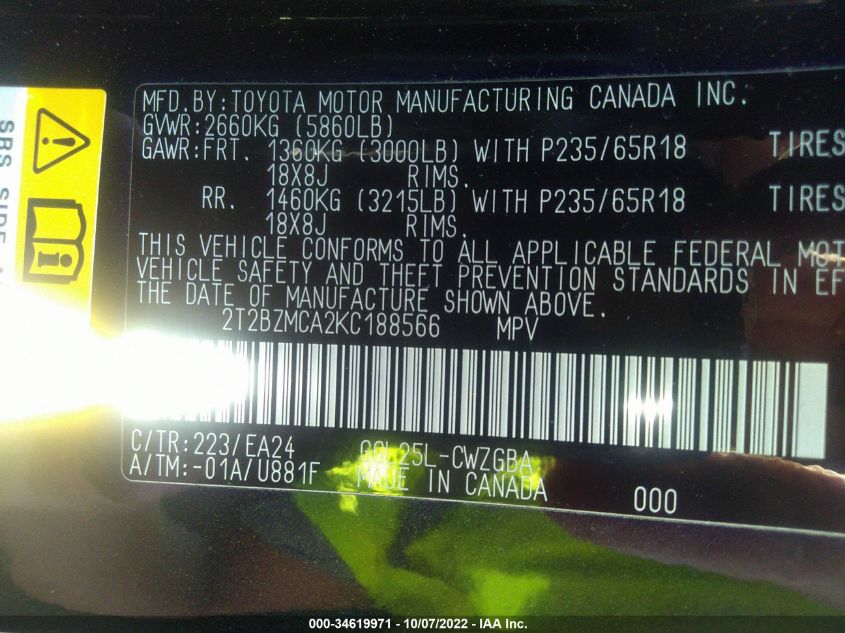 SRS SIDE
MFD.BY:TOYOTA MOTOR MANUFACTURING CANADA INC.
GVWR:2660KG (5860LB)
GAWR:FRT. 1360KG (3000LB) WITH P235/65R18 TIRES
18X8J RIMS.
RR. 1460KG (3215LB) WITH P235/65R18 TIRES
18X8J RIMS.
THIS VEHICLE CONFORMS TO ALL APPLICABLE FEDERAL MOT
VEHICLE SAFETY AND THEFT PREVENTION STANDARDS IN EF
THE DATE OF MANUFACTURE SHOWN ABOVE.
2T2BZMCA2KC188566 MPV
C/TR:223/EA24 GGL25L-CWZGBA
A/TM:-01A/U881F MADE IN CANADA 000
000-34619971 - 10/07/2022 - IAA Inc.